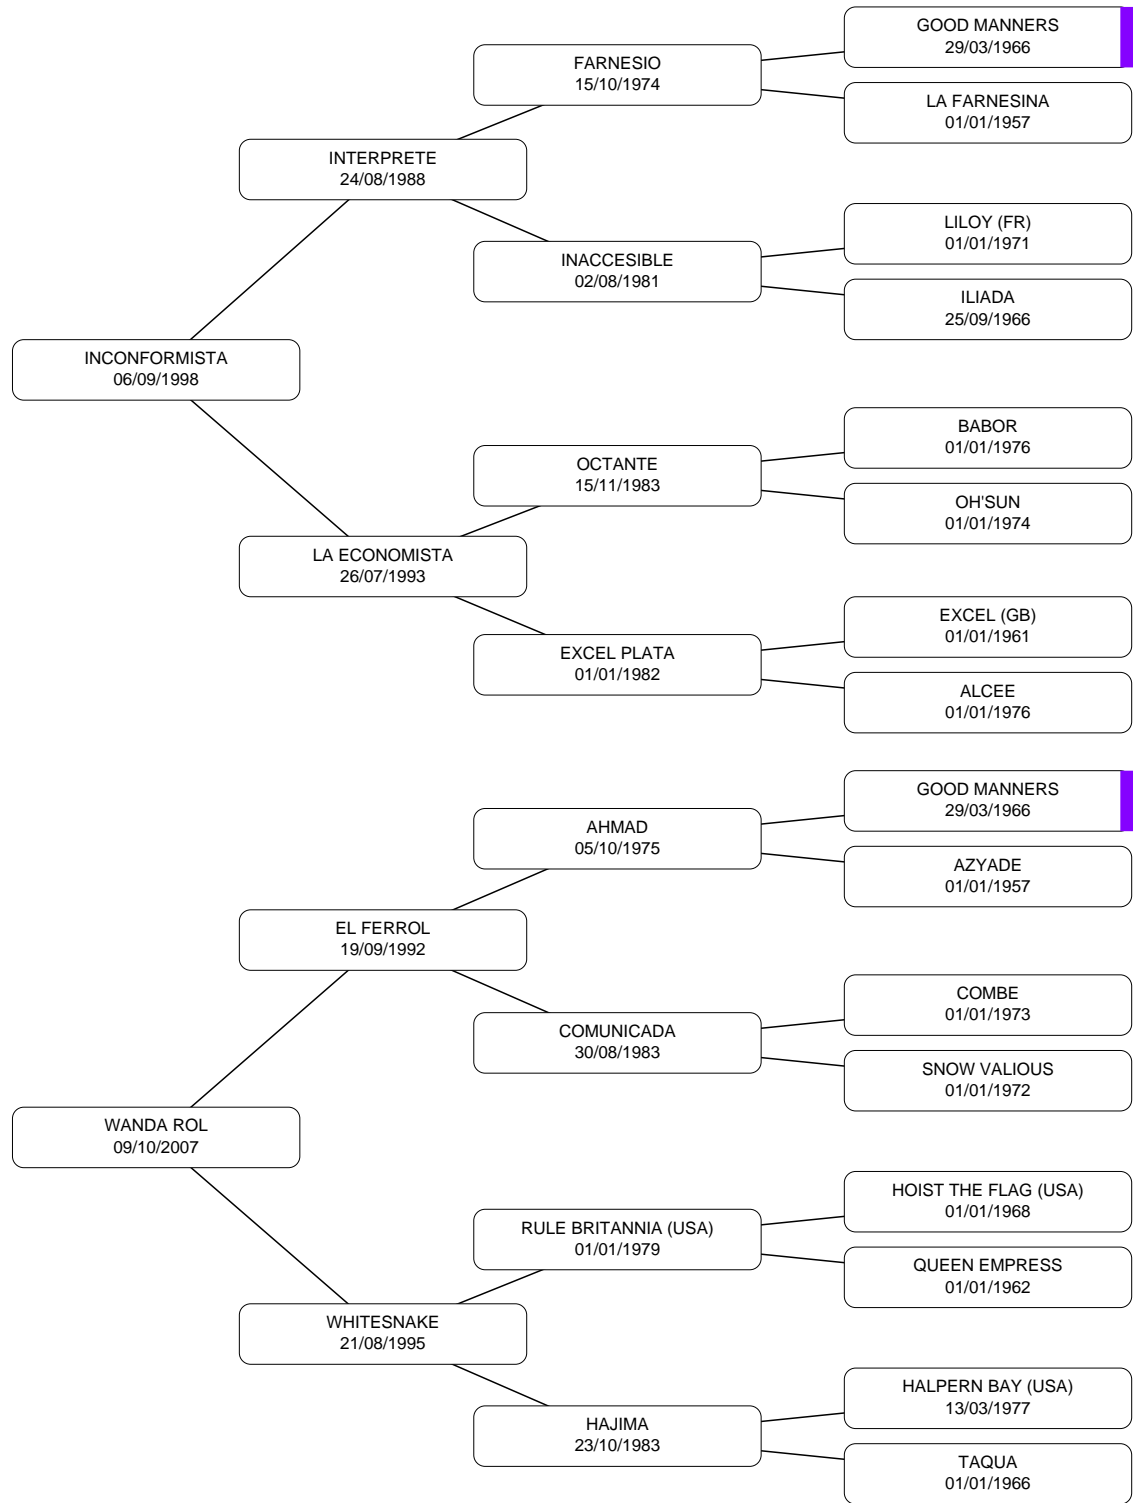 GOOD MANNERS
29/03/1966
FARNESIO
15/10/1974
LA FARNESINA
01/01/1957
INTERPRETE
24/08/1988
LILOY (FR)
01/01/1971
INACCESIBLE
02/08/1981
ILIADA
25/09/1966
INCONFORMISTA
06/09/1998
BABOR
01/01/1976
OCTANTE
15/11/1983
OH'SUN
01/01/1974
LA ECONOMISTA
26/07/1993
EXCEL (GB)
01/01/1961
EXCEL PLATA
01/01/1982
ALCEE
01/01/1976
GOOD MANNERS
29/03/1966
AHMAD
05/10/1975
AZYADE
01/01/1957
EL FERROL
19/09/1992
COMBE
01/01/1973
COMUNICADA
30/08/1983
SNOW VALIOUS
01/01/1972
WANDA ROL
09/10/2007
HOIST THE FLAG (USA)
01/01/1968
RULE BRITANNIA (USA)
01/01/1979
QUEEN EMPRESS
01/01/1962
WHITESNAKE
21/08/1995
HALPERN BAY (USA)
13/03/1977
HAJIMA
23/10/1983
TAQUA
01/01/1966